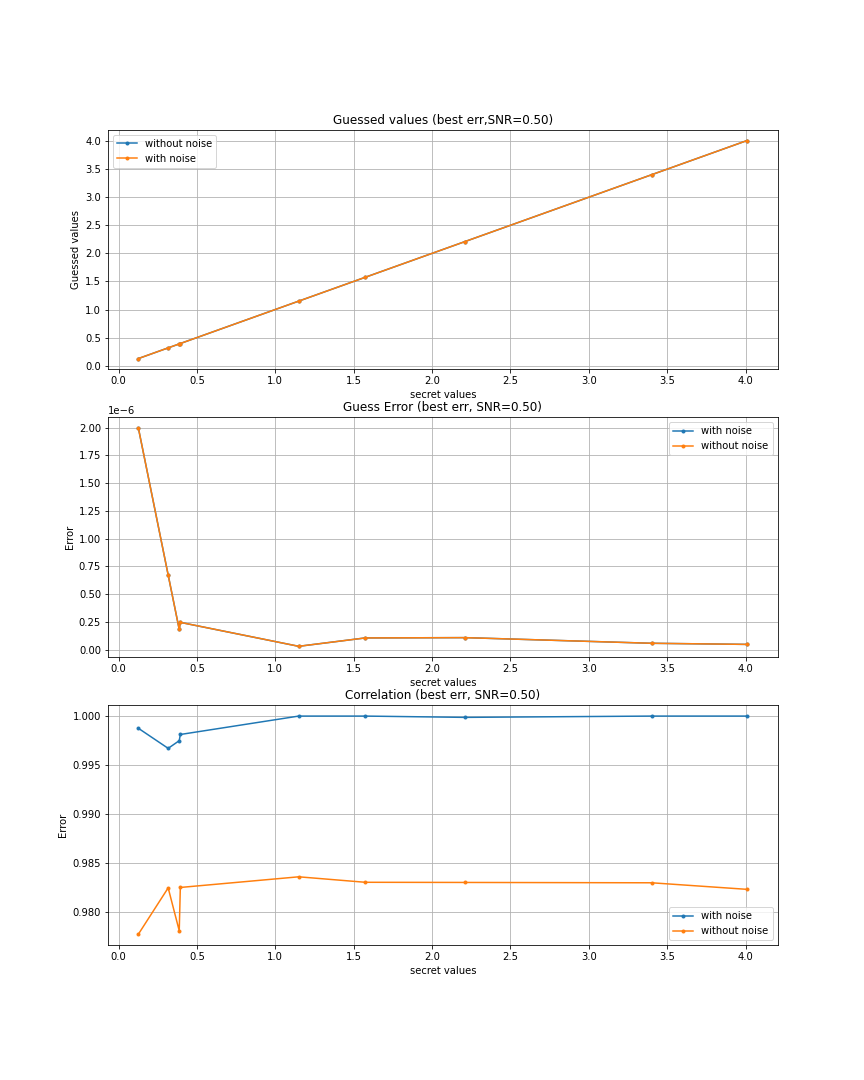 Guessed values (best err,SNR=0.50)
without noise
with noise
Guessed values
4.0
3.5
3.0
2.5
2.0
1.5
1.0
0.5
0.0
0.0 0.5 1.0 1.5 2.0 2.5 3.0 3.5 4.0
secret values
1e−6
Guess Error (best err, SNR=0.50)
with noise
without noise
Error
2.00
1.75
1.50
1.25
1.00
0.75
0.50
0.25
0.00
0.0 0.5 1.0 1.5 2.0 2.5 3.0 3.5 4.0
secret values
Correlation (best err, SNR=0.50)
Error
1.000
0.995
0.990
0.985
0.980
with noise
without noise
0.0 0.5 1.0 1.5 2.0 2.5 3.0 3.5 4.0
secret values